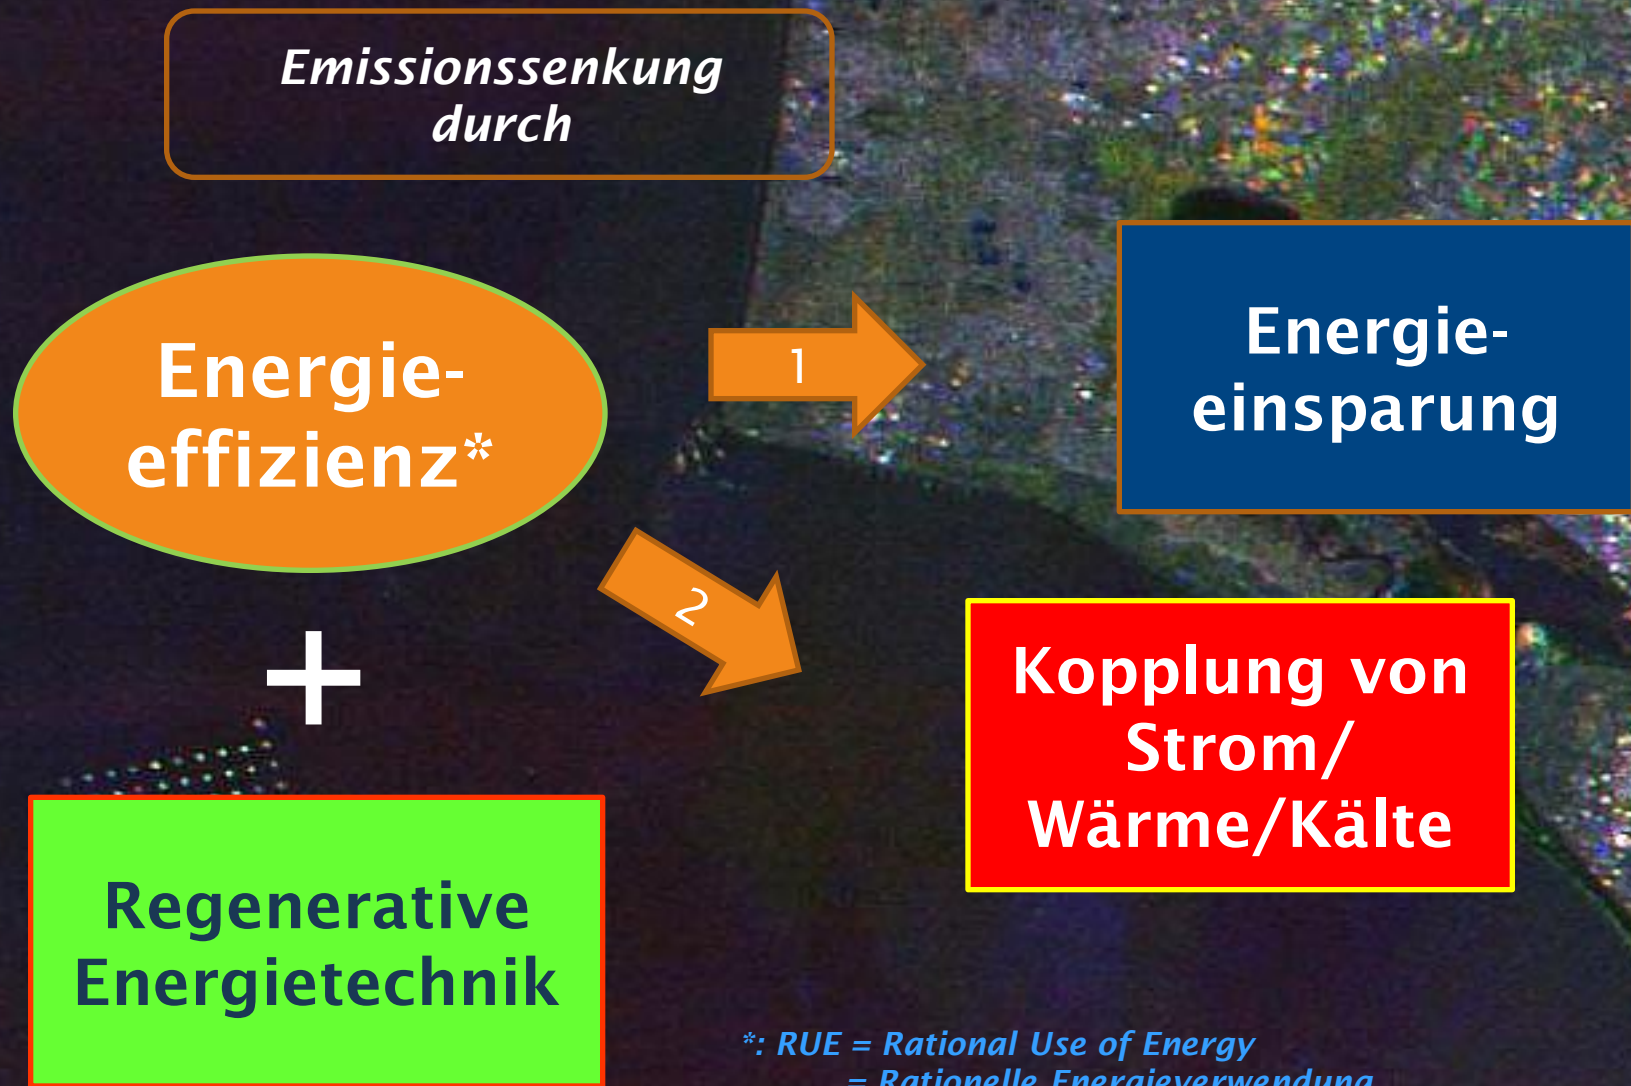 Emissionssenkung
durch
Energie-
effizienz*
1
Energie-
einsparung
2
+
Kopplung von
Strom/
Wärme/Kälte
Regenerative
Energietechnik
*: RUE = Rational Use of Energy
= Rationelle Energieverwendung